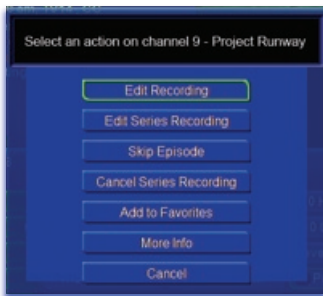 Select an action on channel 9 - Project Runway
Edit Recording
Edit Series Recording
Skip Episode
Cancel Series Recording
Add to Favorites
More Info
Cancel